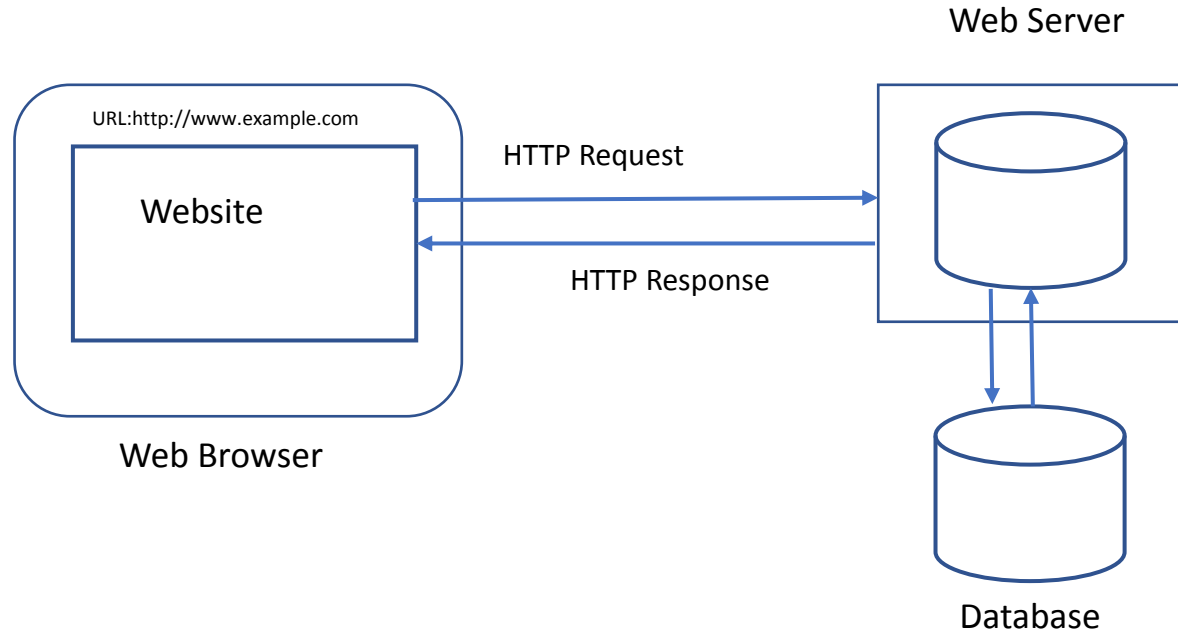 Web Server
URL:http://www.example.com
HTTP Request
Website
HTTP Response
Web Browser
Database